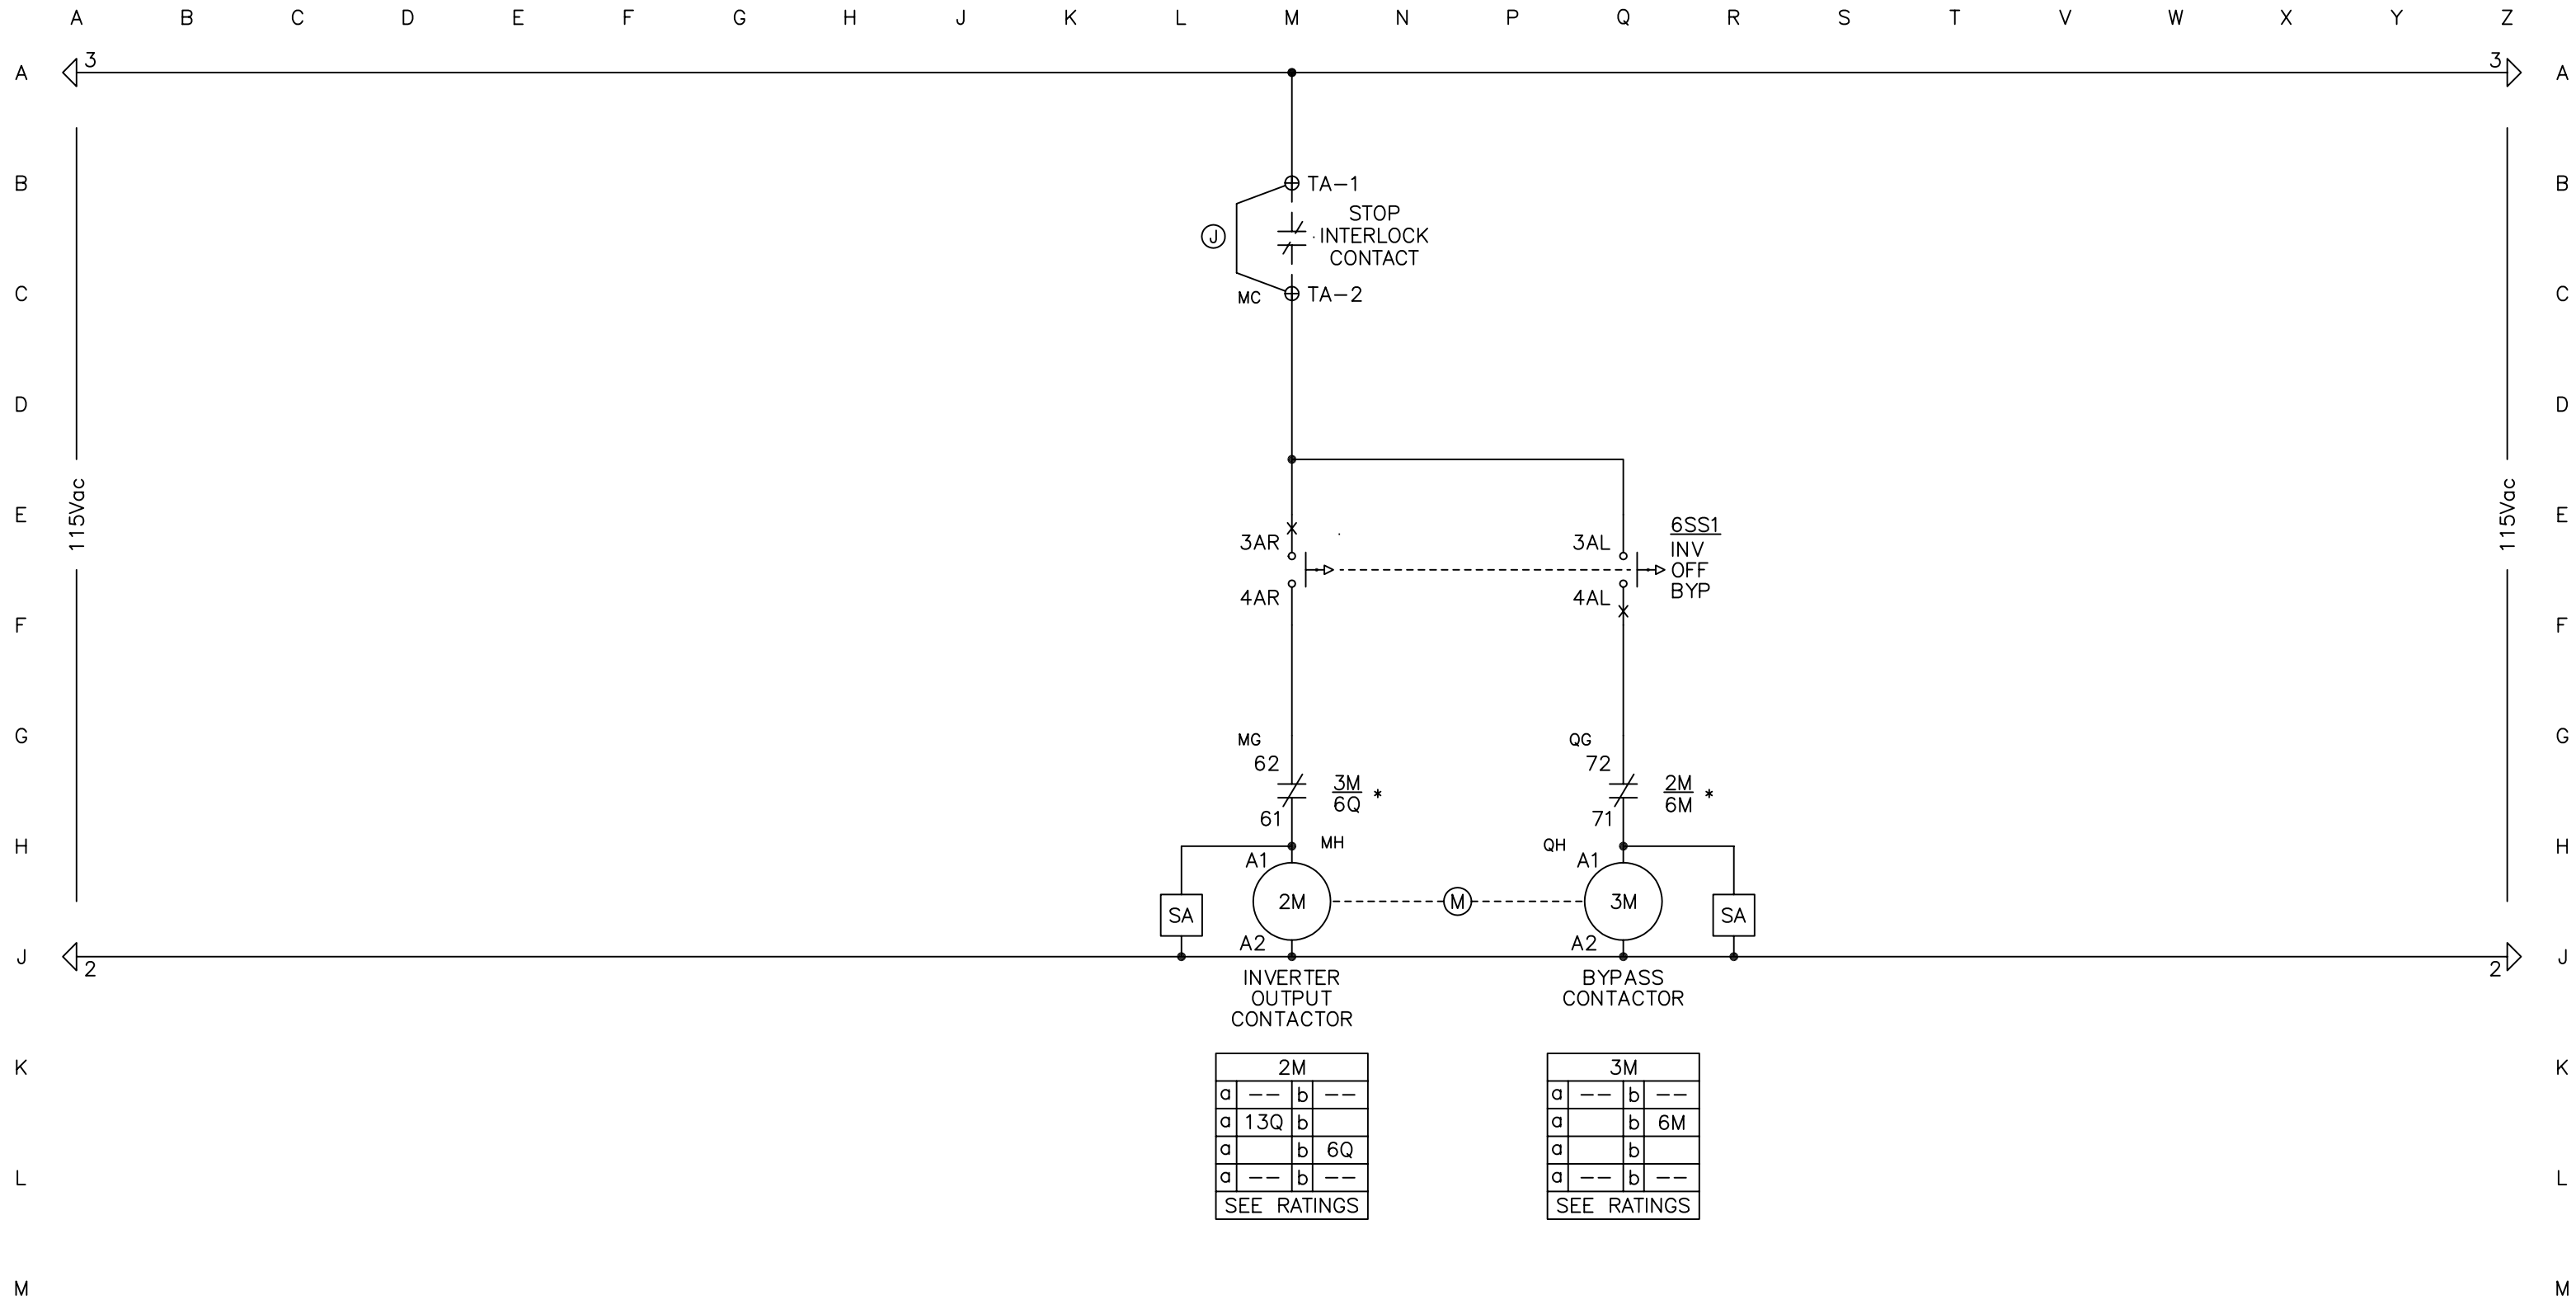 A B C D E F G H J K L M N P Q R S T V W X Y Z
A 3 3 A
B TA-1 B
STOP
J INTERLOCK
CONTACT
C MC TA-2 C
D D
115Vac 115Vac
E 6SS1 E
3AR 3AL INV
OFF
4AR 4AL BYP
F F
G MG QG G
62 72
3M 2M
6Q * 6M *
61 71
H MH QH H
A1 A1
2M M 3M
SA SA
A2 A2
J 2 2 J
INVERTER BYPASS
OUTPUT CONTACTOR
CONTACTOR
K 2M 3M K
a -- b -- a -- b --
a 13Q b a b 6M
a b 6Q a b
L a -- b -- a -- b -- L
SEE RATINGS SEE RATINGS
M M